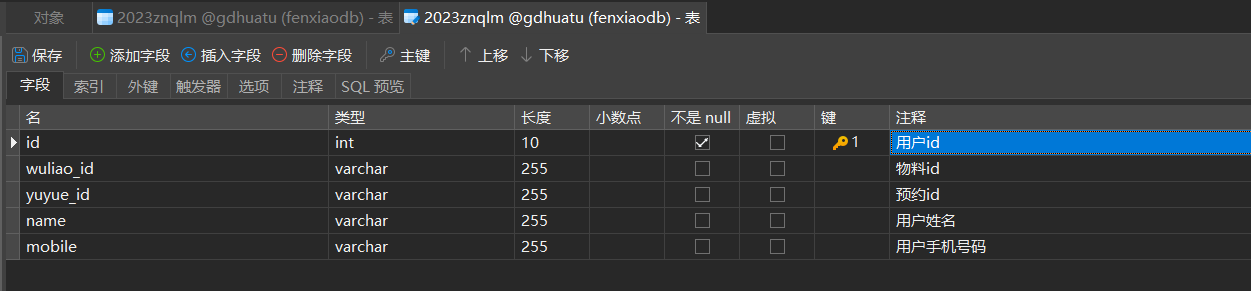 对象 2023znqlm @gdhuatu (fenxiaodb) - 表 2023znqlm @gdhuatu (fenxiaodb) - 表
保存 添加字段 插入字段 删除字段 主键 上移 下移
字段 索引 外键 触发器 选项 注释 SQL 预览
名 类型 长度 小数点 不是 null 虚拟 键 注释
id int 10 1 用户id
wuliao_id varchar 255 物料id
yuyue_id varchar 255 预约id
name varchar 255 用户姓名
mobile varchar 255 用户手机号码